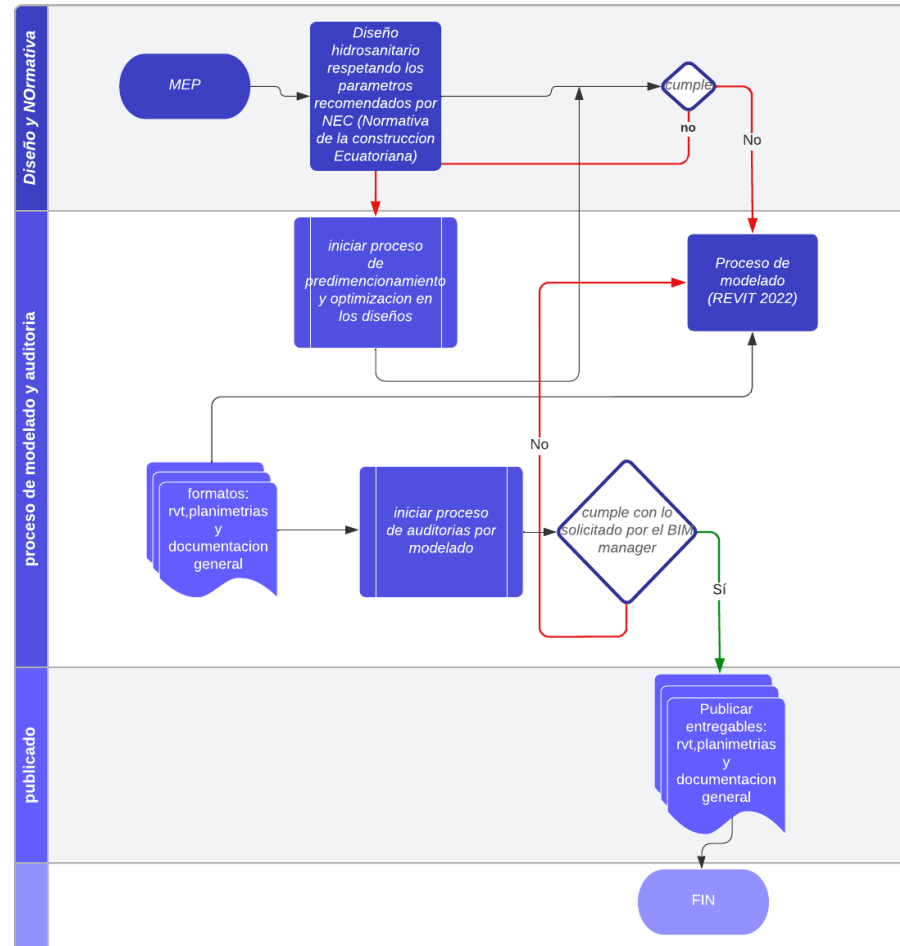 Diseño y NOrmativa
MEP
Diseño
hidrosanitario
respetando los
parametros
recomendados por
NEC (Normativa
de la construccion
Ecuatoriana)
cumple
no
No
proceso de modelado y auditoria
iniciar proceso
de
predimencionamiento
y optimizacion en
los diseños
Proceso de
modelado
(REVIT 2022)
No
formatos:
rvt,planimetrias
y
documentacion
general
iniciar proceso
de auditorias por
modelado
cumple con lo
solicitado por el BIM
manager
Sí
publicado
Publicar
entregables:
rvt,planimetrias
y
documentacion
general
FIN